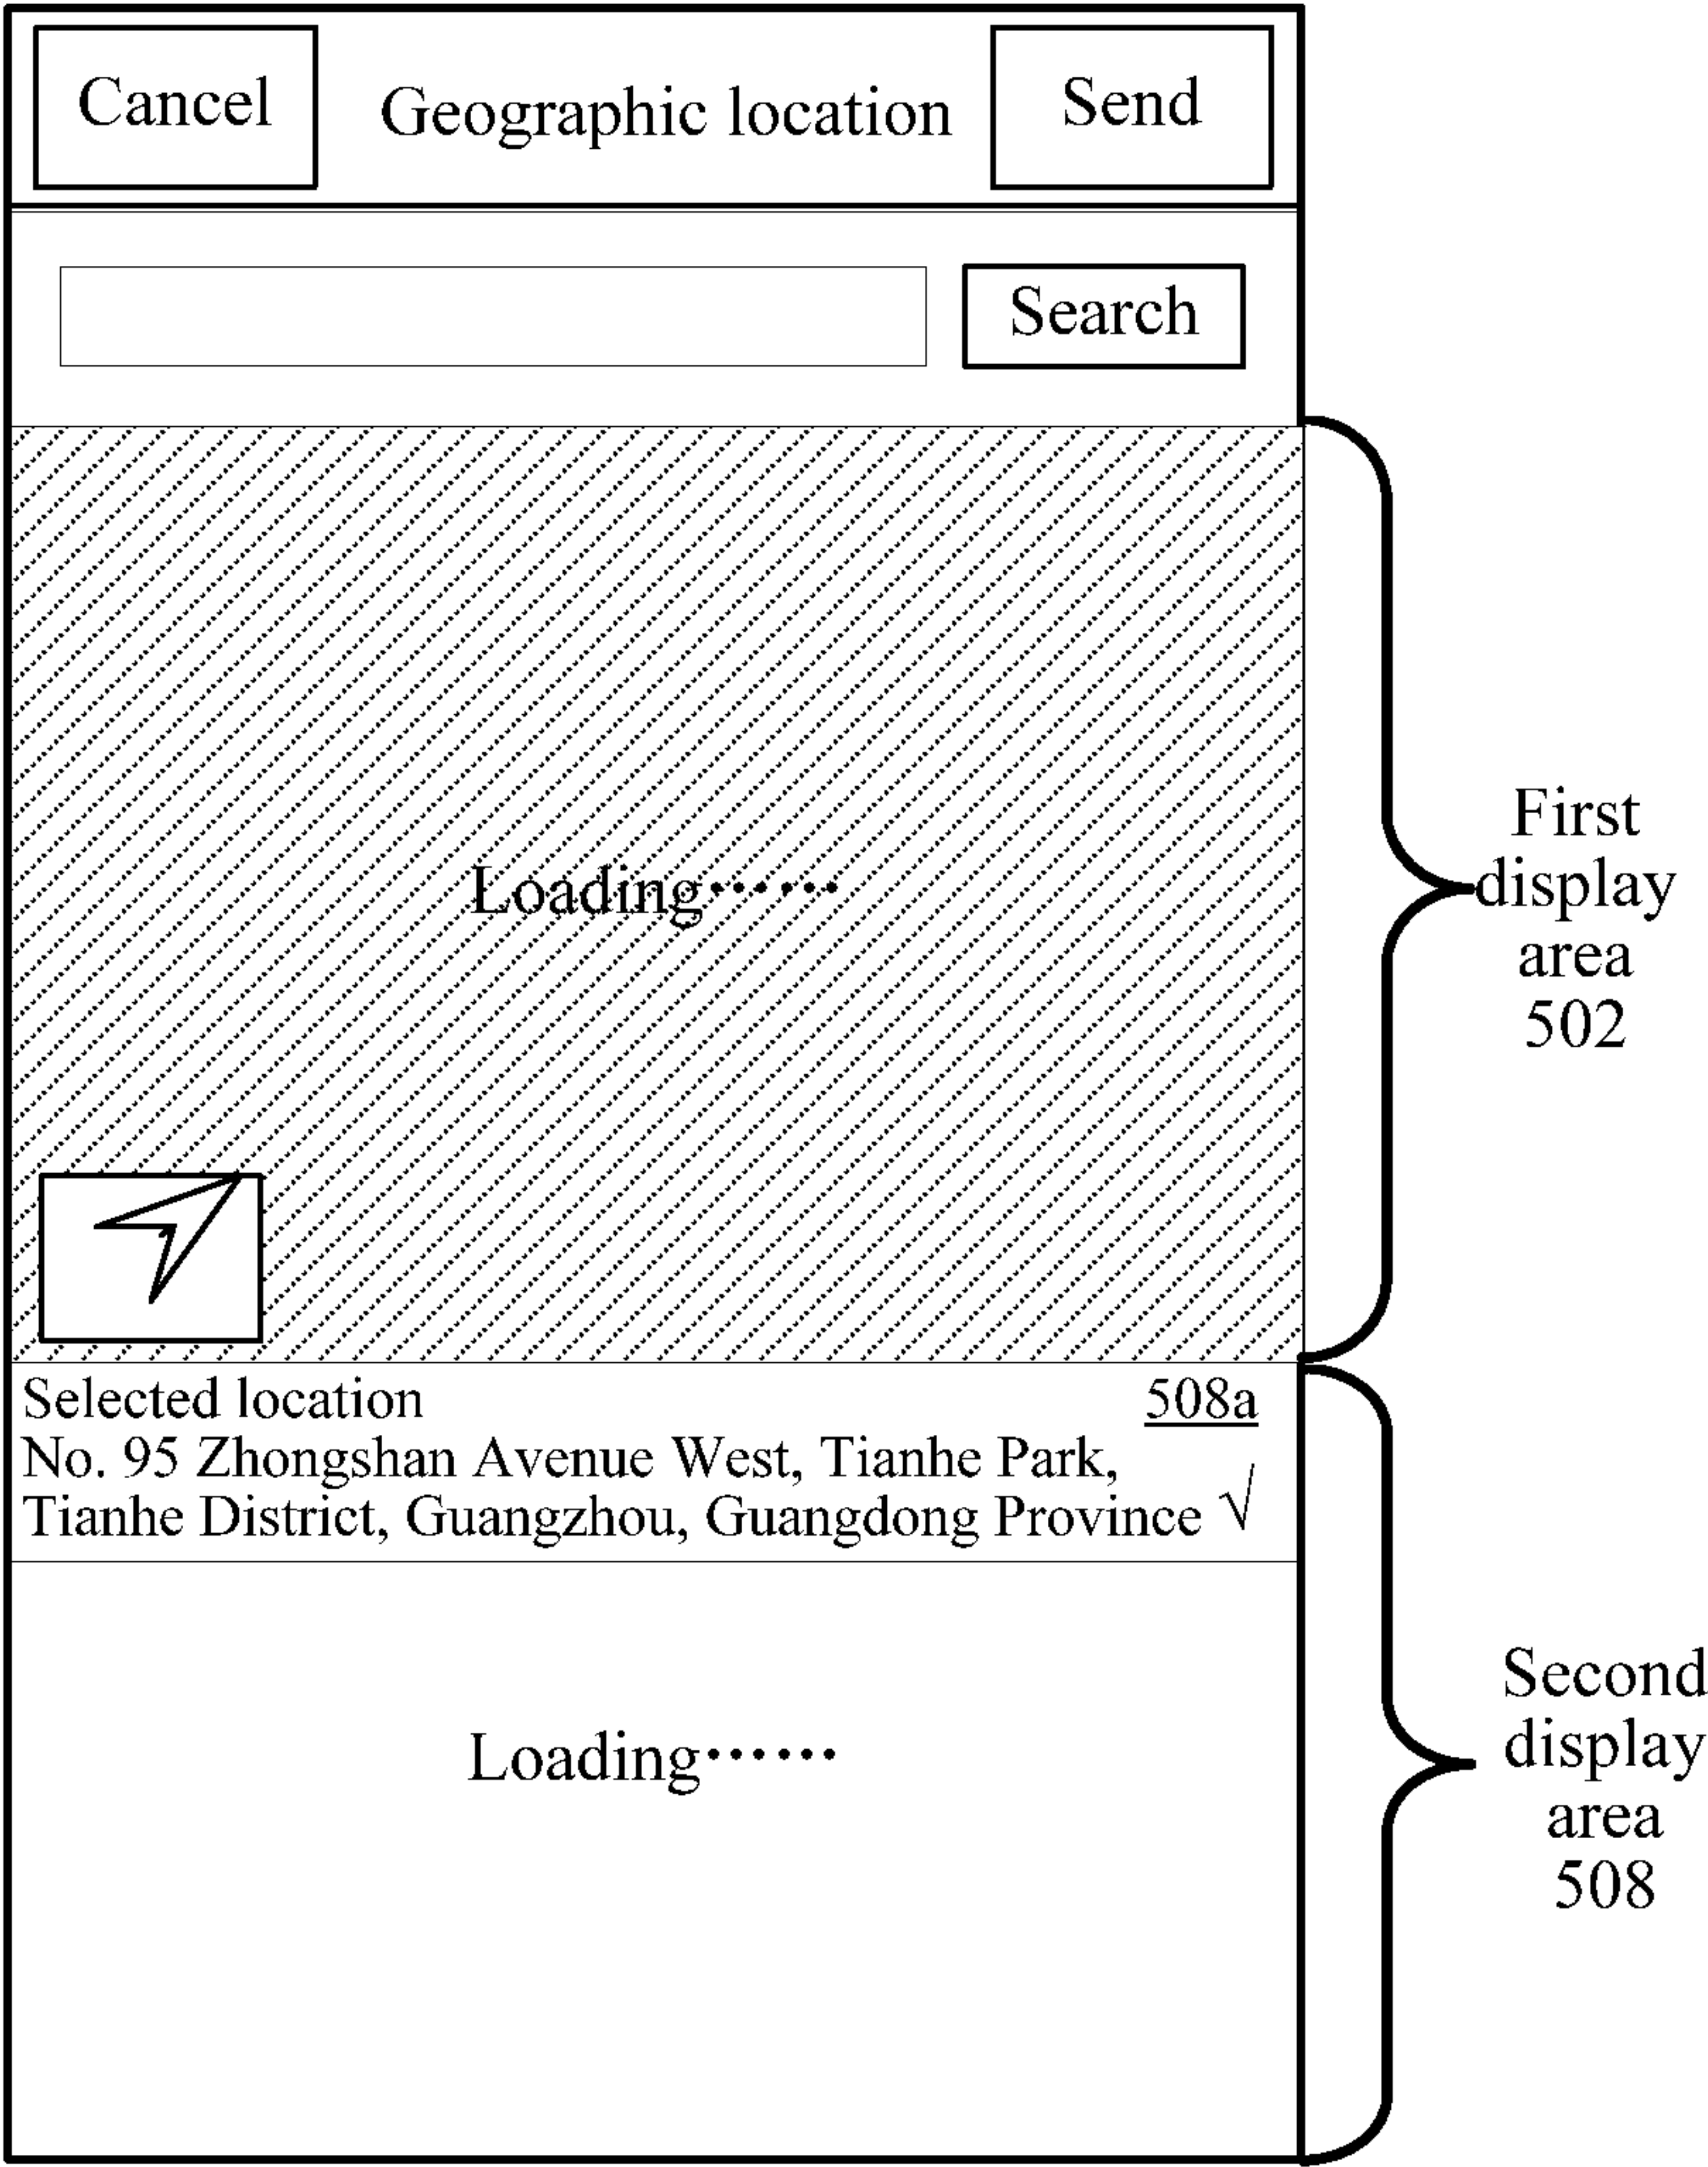 Cancel
Geographic location
Send
Search
Loading······
First
display
area
502
Selected location
508a
No. 95 Zhongshan Avenue West, Tianhe Park,
Tianhe District, Guangzhou, Guangdong Province √
Loading······
Second
display
area
508